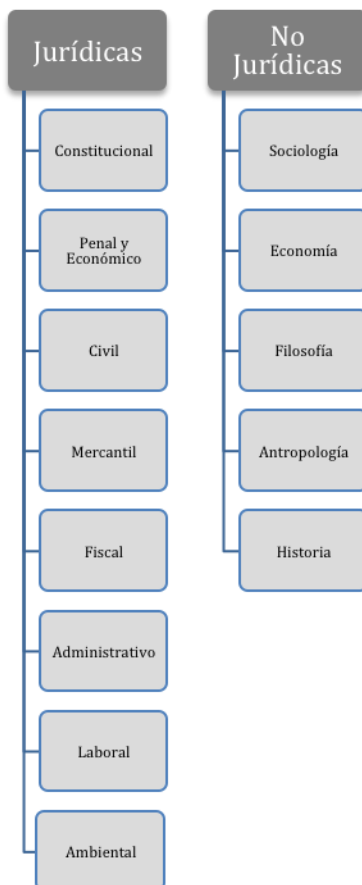 Jurídicas
Constitucional
Penal y
Económico
Civil
Mercantil
Fiscal
Administrativo
Laboral
Ambiental
No
Jurídicas
Sociología
Economía
Filosofía
Antropología
Historia